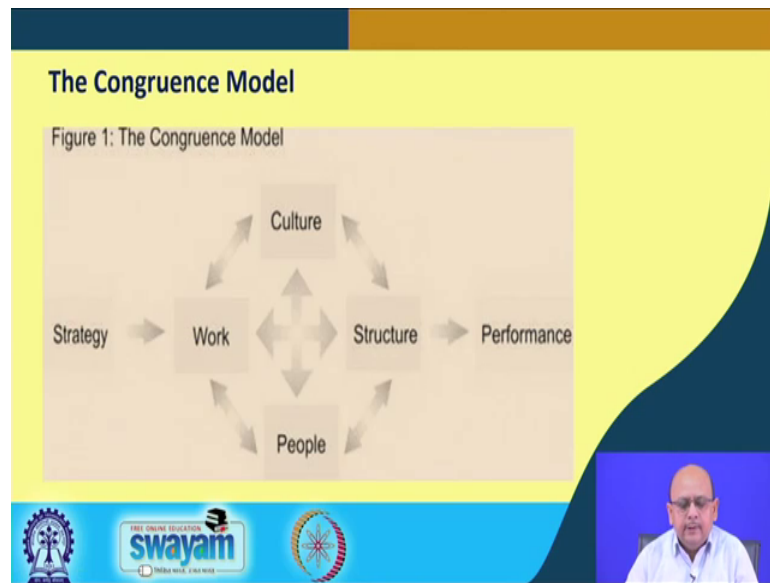 The Congruence Model
Figure 1: The Congruence Model
Culture
Strategy
Work
Structure
Performance
People
FREE ONLINE EDUCATION
swayam